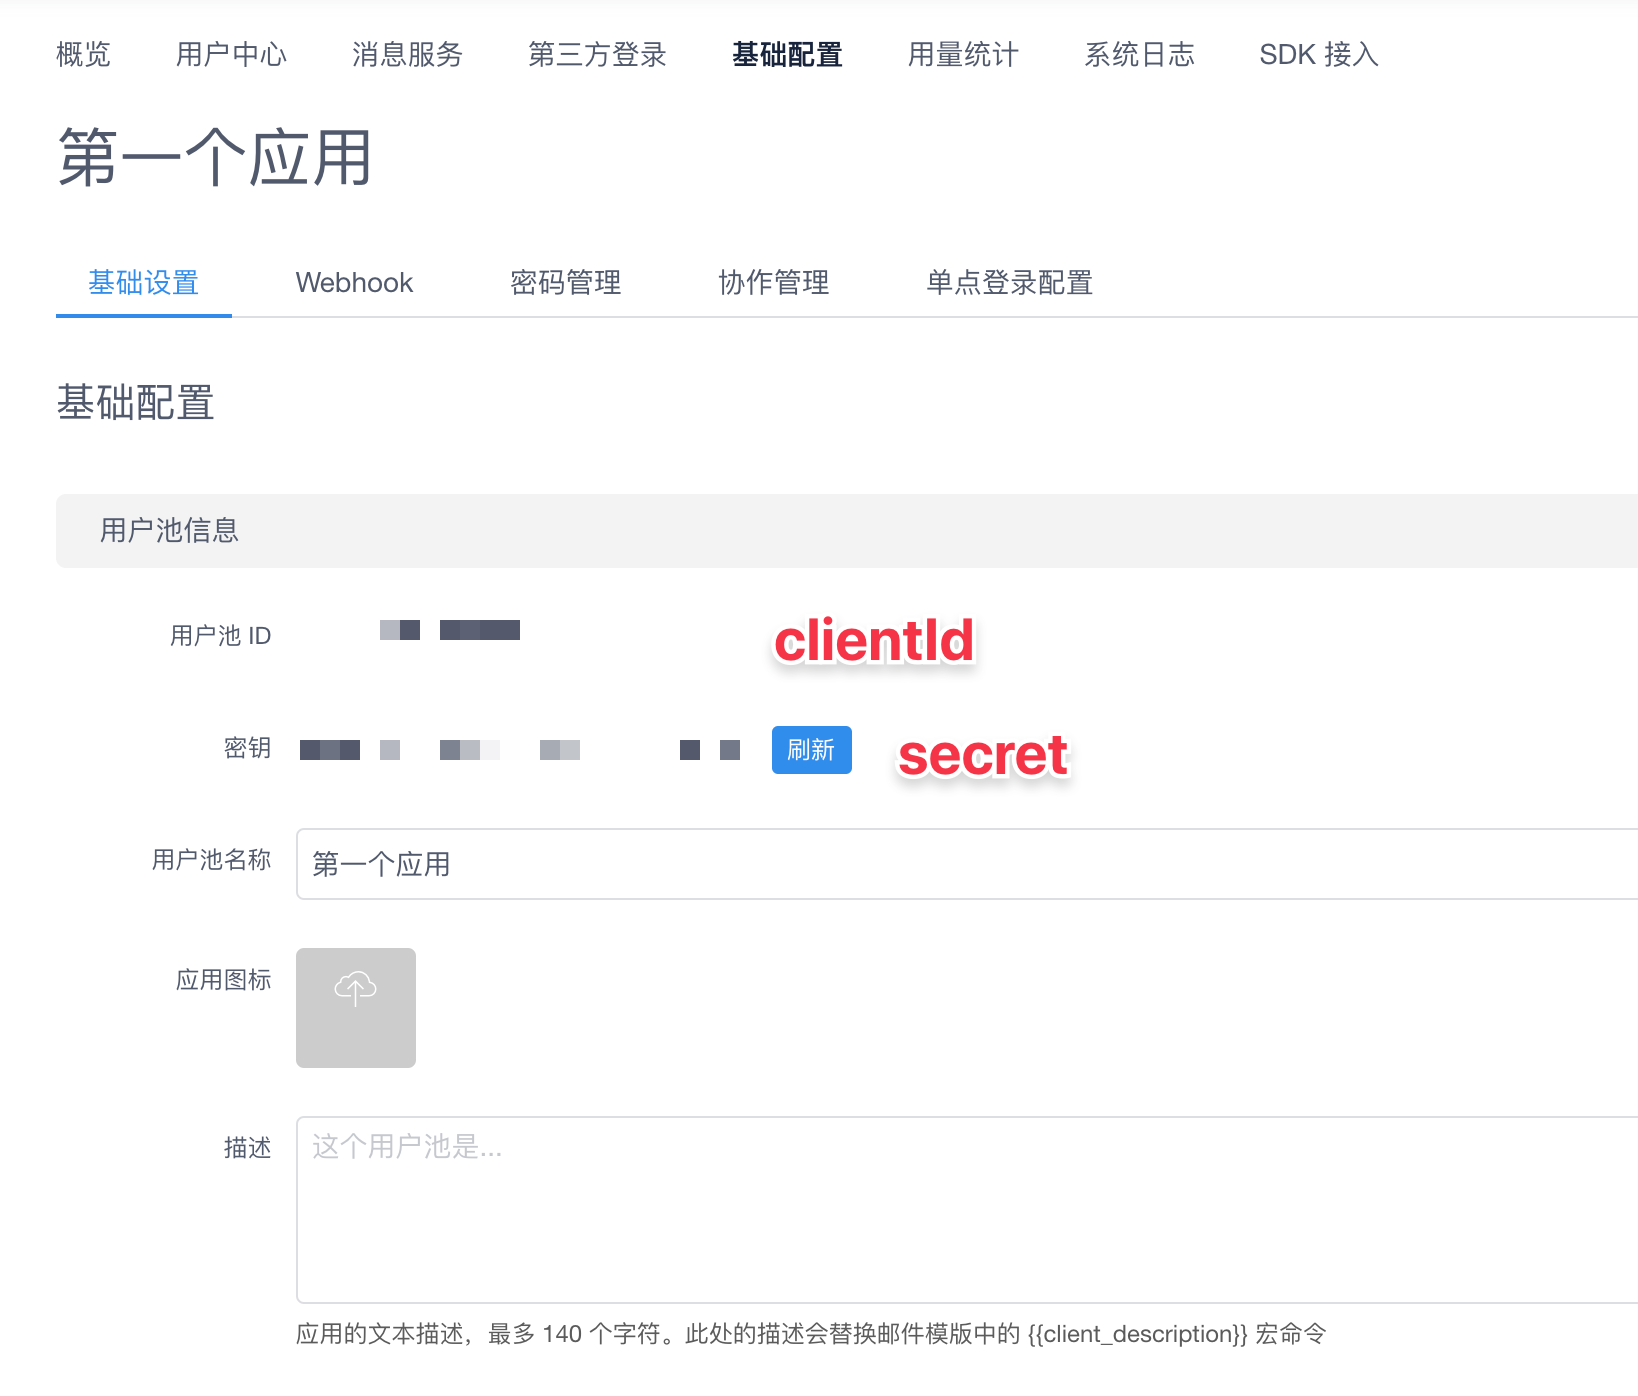 概览 用户中心 消息服务 第三方登录 基础配置 用量统计 系统日志 SDK 接入
第一个应用
基础设置 Webhook 密码管理 协作管理 单点登录配置
基础配置
用户池信息
用户池 ID clientId
密钥 刷新 secret
用户池名称 第一个应用
应用图标
描述 这个用户池是...
应用的文本描述，最多 140 个字符。此处的描述会替换邮件模版中的 {{client_description}} 宏命令